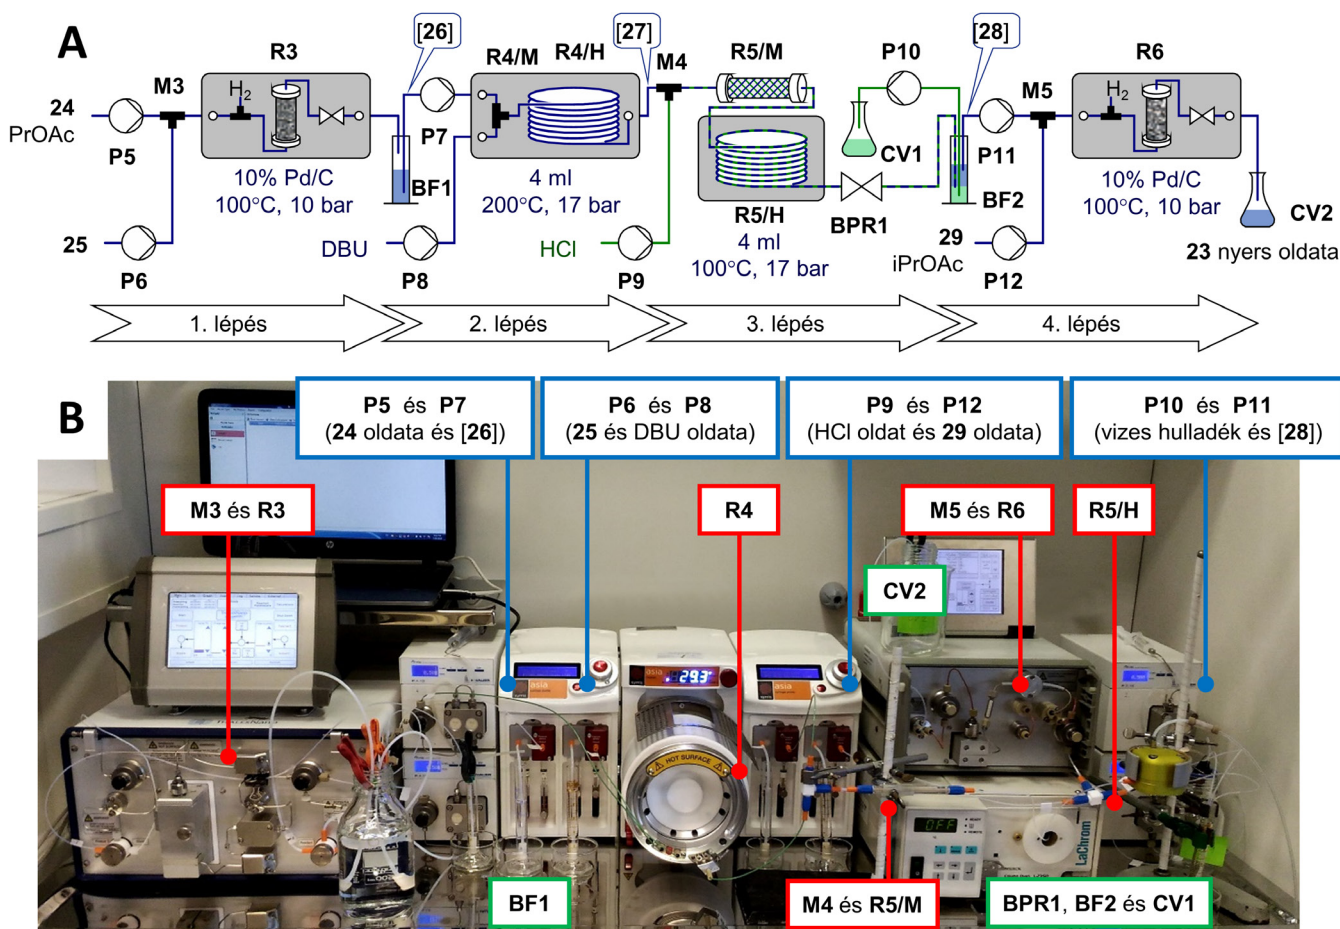 A
24
PrOAc
P5
M3
R3
H₂
10% Pd/C
100°C, 10 bar
25
P6
[26]
BF1
P7
R4/M
R4/H
4 ml
200°C, 17 bar
DBU
P8
[27]
M4
HCl
P9
R5/M
R5/H
4 ml
100°C, 17 bar
P10
CV1
BPR1
[28]
P11
BF2
29
iPrOAc
P12
M5
R6
H₂
10% Pd/C
100°C, 10 bar
CV2
23 nyers oldata
1. lépés
2. lépés
3. lépés
4. lépés
B
P5 és P7
(24 oldata és [26])
P6 és P8
(25 és DBU oldata)
P9 és P12
(HCl oldat és 29 oldata)
P10 és P11
(vizes hulladék és [28])
M3 és R3
R4
M5 és R6
R5/H
CV2
asia
29.3
asia
HOT SURFACE
OFF
LaChrom
BF1
M4 és R5/M
BPR1, BF2 és CV1